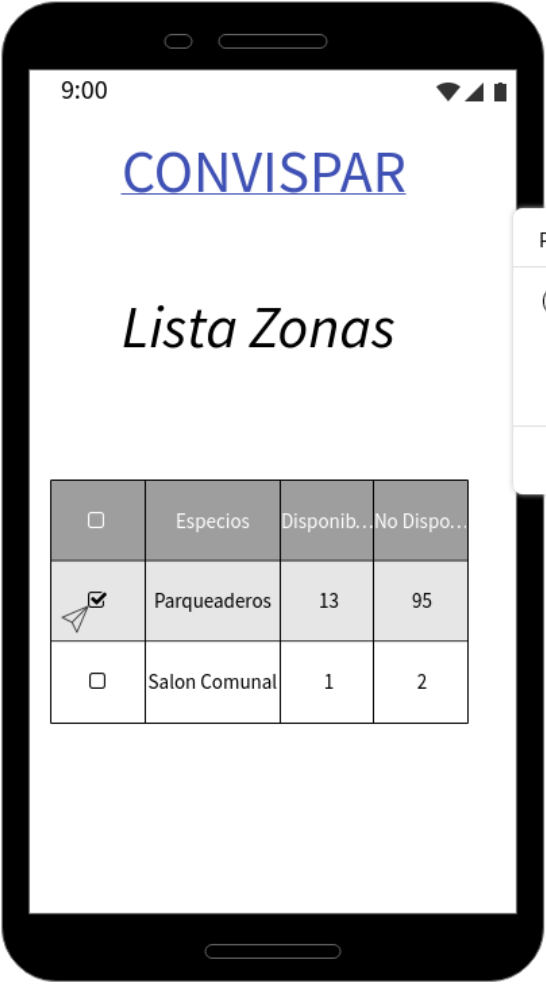 9:00
CONVISPAR
Lista Zonas
Especios Disponib... No Dispo...
Parqueaderos 13 95
Salon Comunal 1 2